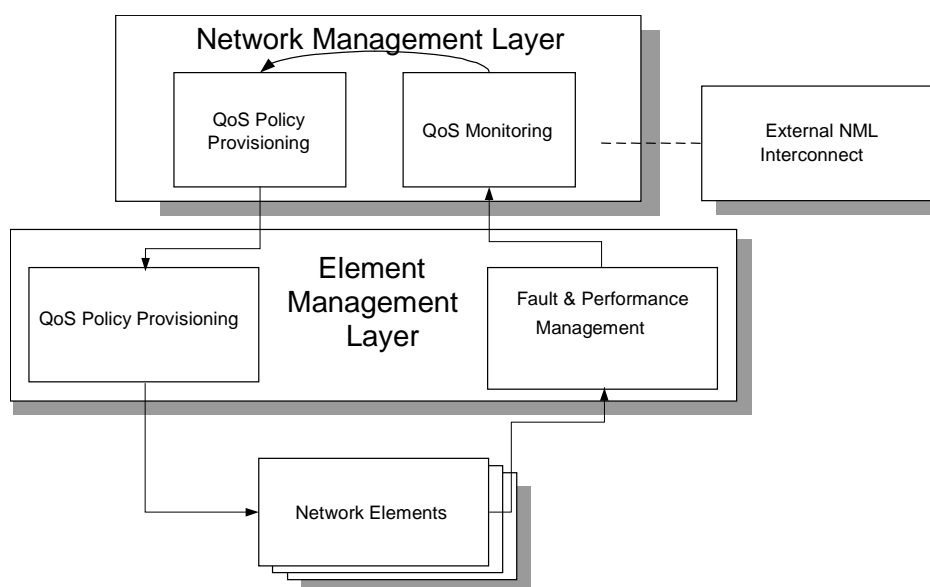 Network Management Layer
QoS Policy
Provisioning
QoS Monitoring
External NML
Interconnect
Element
Management
Layer
QoS Policy Provisioning
Fault & Performance
Management
Network Elements